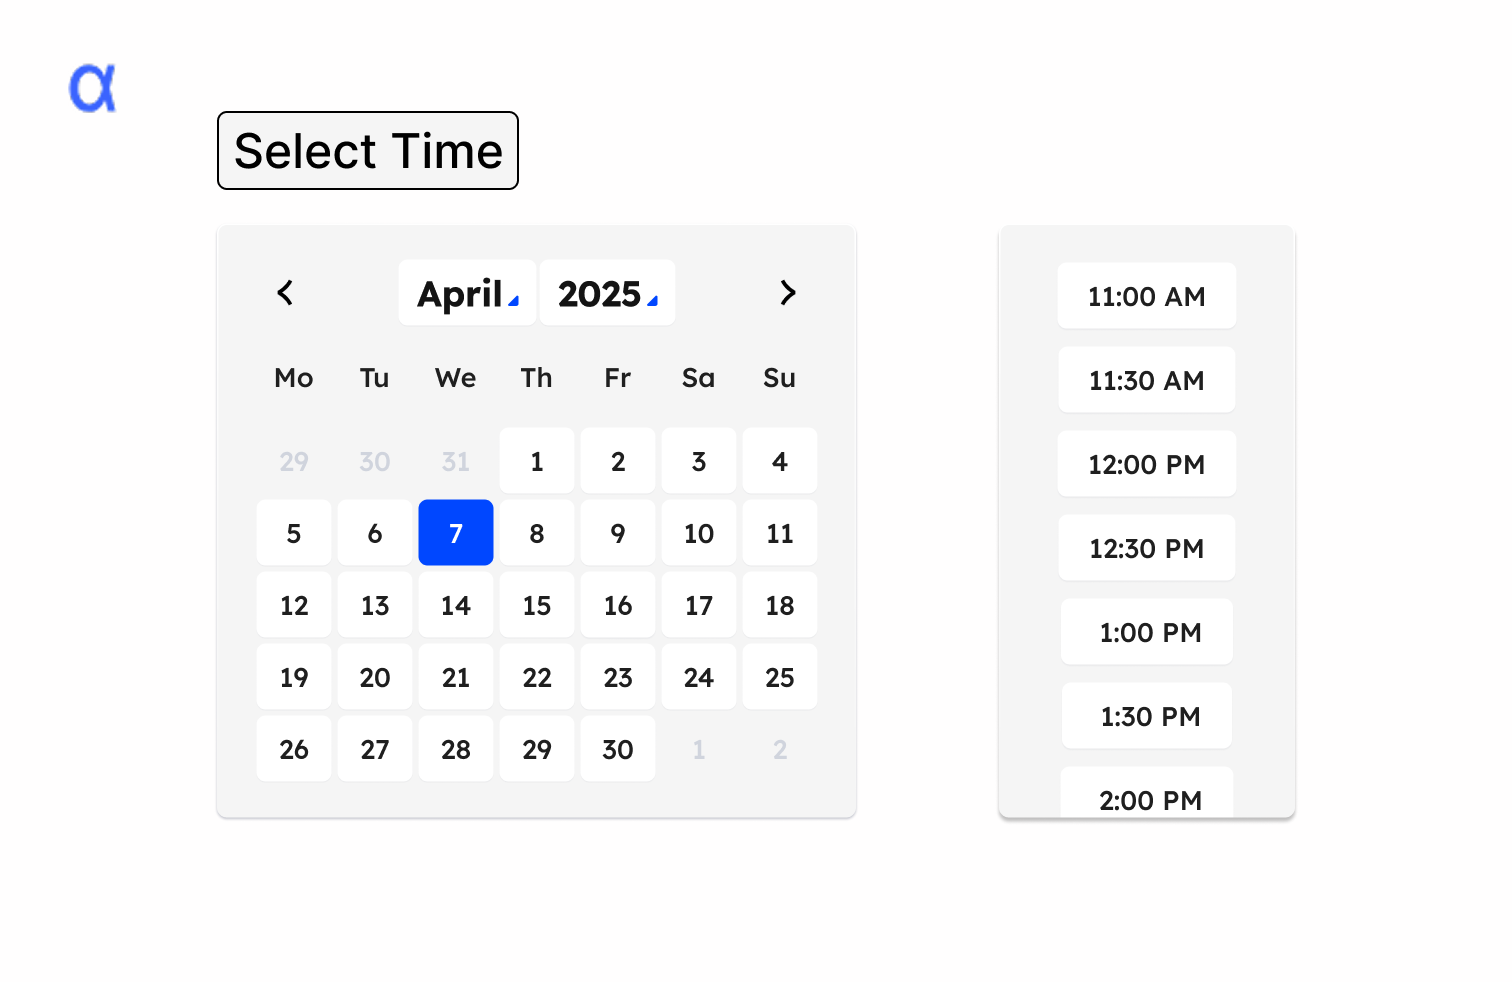 α
Select Time
April 2025
Mo Tu We Th Fr Sa Su
29 30 31 1 2 3 4
5 6 7 8 9 10 11
12 13 14 15 16 17 18
19 20 21 22 23 24 25
26 27 28 29 30 1 2
11:00 AM
11:30 AM
12:00 PM
12:30 PM
1:00 PM
1:30 PM
2:00 PM